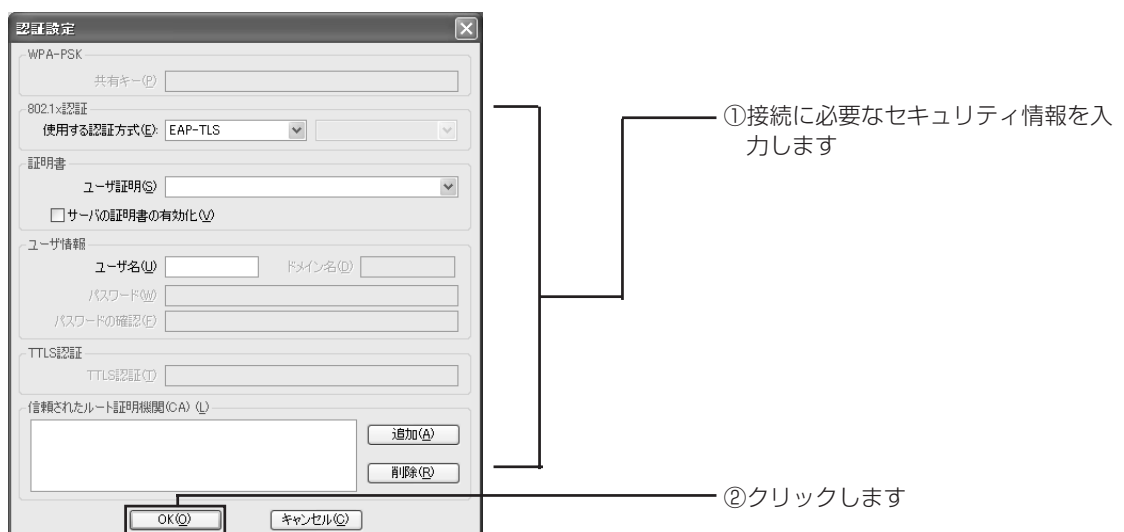 認証設定
WPA-PSK
共有キー(P)
802.1x認証
使用する認証方式(E): EAP-TLS
証明書
ユーザ証明(S)
サーバの証明書の有効化(V)
ユーザ情報
ユーザ名(U) ドメイン名(D)
パスワード(W)
パスワードの確認(F)
TTLS認証
TTLS認証(T)
信頼されたルート証明機関(CA) (L)
追加(A)
削除(R)
OK(O) キャンセル(C)
①接続に必要なセキュリティ情報を入
力します
②クリックします